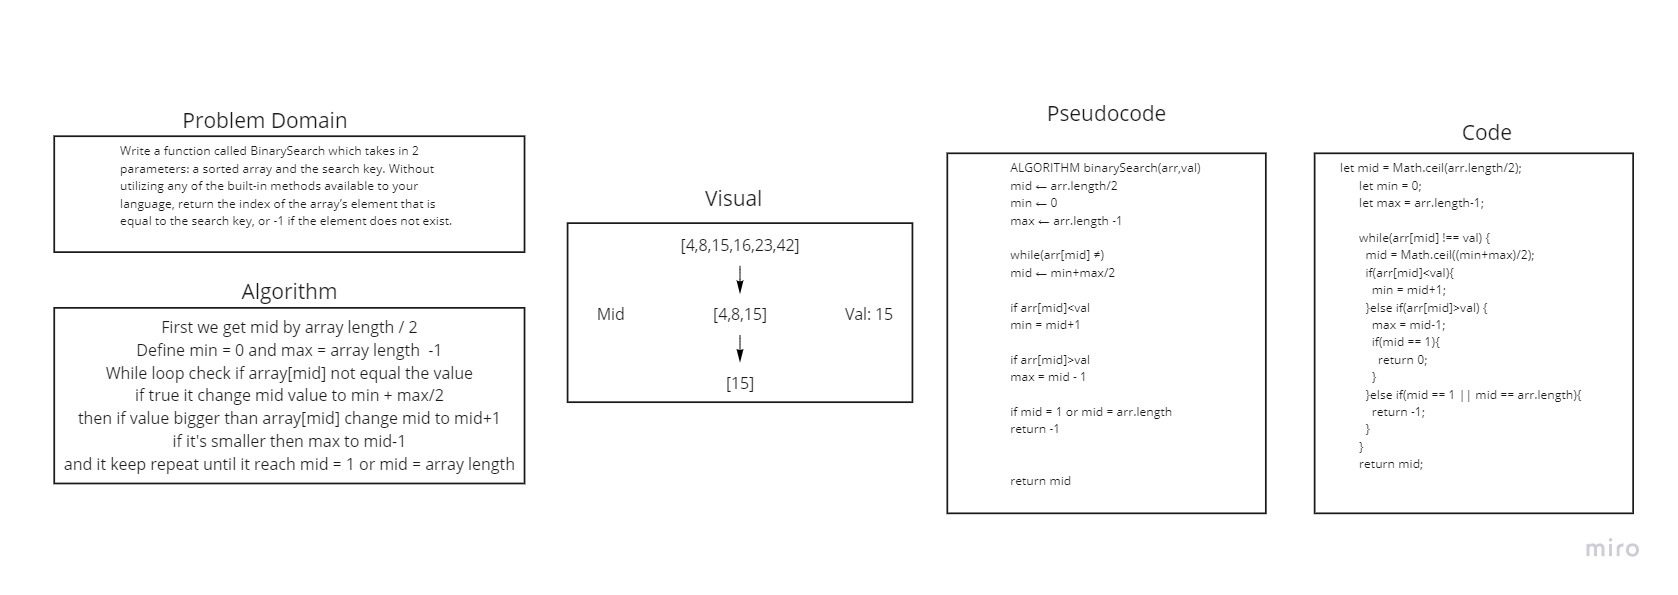 Problem Domain
Write a function called BinarySearch which takes in 2
parameters: a sorted array and the search key. Without
utilizing any of the built-in methods available to your
language, return the index of the array’s element that is
equal to the search key, or -1 if the element does not exist.
Algorithm
First we get mid by array length / 2
Define min = 0 and max = array length -1
While loop check if array[mid] not equal the value
if true it change mid value to min + max/2
then if value bigger than array[mid] change mid to mid+1
if it's smaller then max to mid-1
and it keep repeat until it reach mid = 1 or mid = array length
Visual
[4,8,15,16,23,42]
Mid
[4,8,15]
Val: 15
[15]
Pseudocode
ALGORITHM binarySearch(arr,val)
mid ← arr.length/2
min ← 0
max ← arr.length -1
while(arr[mid] ≠)
mid ← min+max/2
if arr[mid]<val
min = mid+1
if arr[mid]>val
max = mid - 1
if mid = 1 or mid = arr.length
return -1
return mid
Code
let mid = Math.ceil(arr.length/2);
let min = 0;
let max = arr.length-1;
while(arr[mid] !== val) {
mid = Math.ceil((min+max)/2);
if(arr[mid]<val){
min = mid+1;
}else if(arr[mid]>val) {
max = mid-1;
if(mid == 1){
return 0;
}
}else if(mid == 1 || mid == arr.length){
return -1;
}
}
return mid;
miro